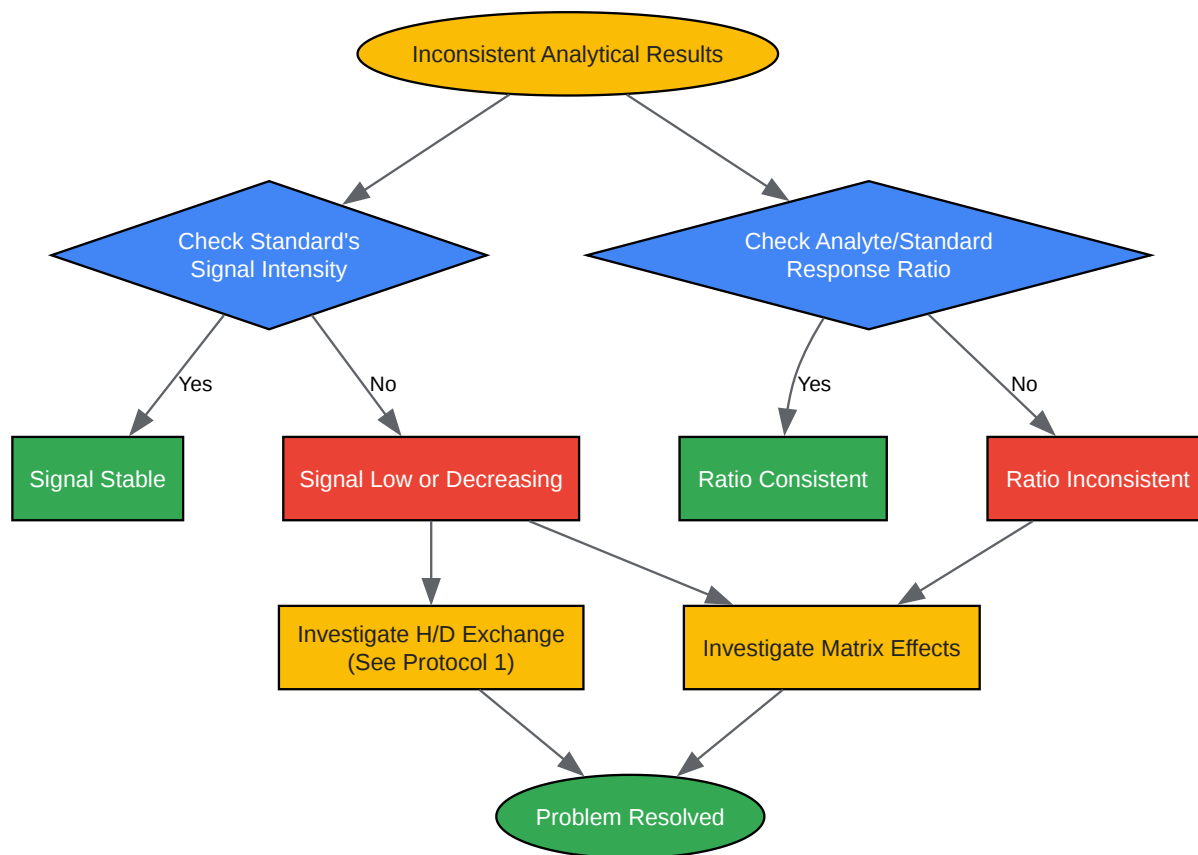 Inconsistent Analytical Results
Check Standard's
Signal Intensity
Check Analyte/Standard
Response Ratio
Yes
No
Yes
No
Signal Stable
Signal Low or Decreasing
Ratio Consistent
Ratio Inconsistent
Investigate H/D Exchange
(See Protocol 1)
Investigate Matrix Effects
Problem Resolved